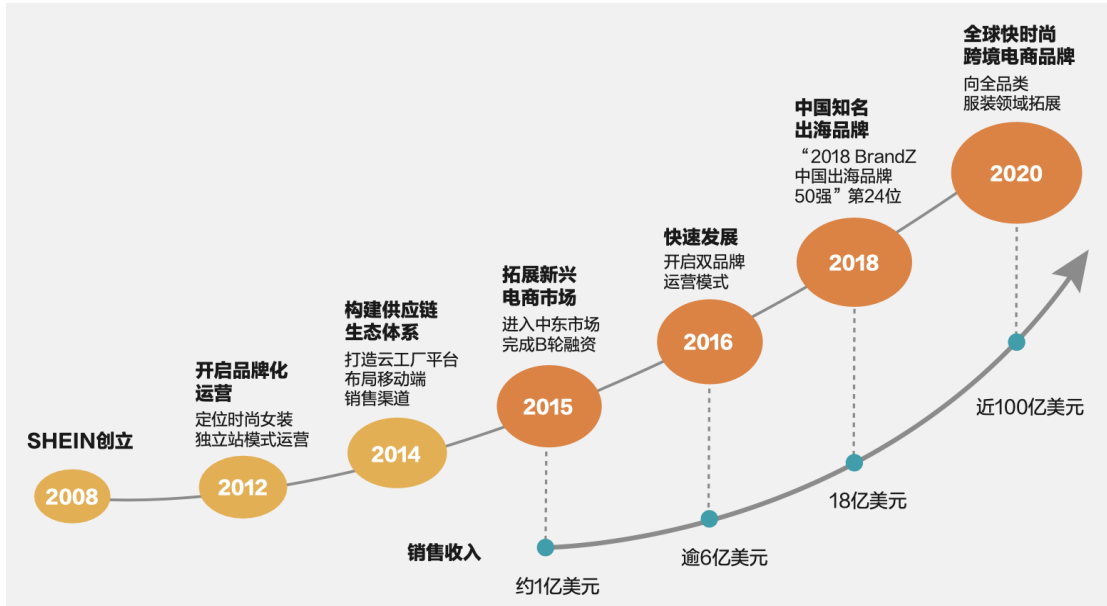 SHEIN创立
2008
开启品牌化
运营
定位时尚女装
独立站模式运营
2012
构建供应链
生态体系
打造云工厂平台
布局移动端
销售渠道
2014
拓展新兴
电商市场
进入中东市场
完成B轮融资
2015
快速发展
开启双品牌
运营模式
2016
中国知名
出海品牌
“2018 BrandZ
中国出海品牌
50强”第24位
2018
全球快时尚
跨境电商品牌
向全品类
服装领域拓展
2020
销售收入
约1亿美元
逾6亿美元
18亿美元
近100亿美元